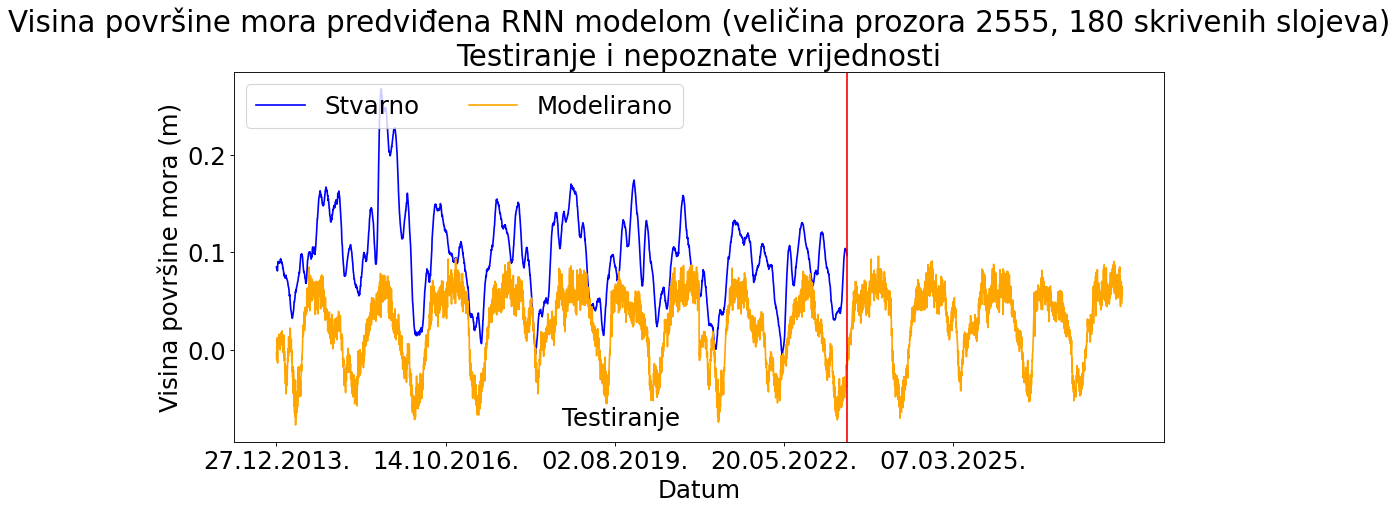 Visina površine mora predviđena RNN modelom (veličina prozora 2555, 180 skrivenih slojeva)
Testiranje i nepoznate vrijednosti
Stvarno Modelirano
Visina površine mora (m)
0.2
0.1
0.0
Testiranje
27.12.2013. 14.10.2016. 02.08.2019. 20.05.2022. 07.03.2025.
Datum